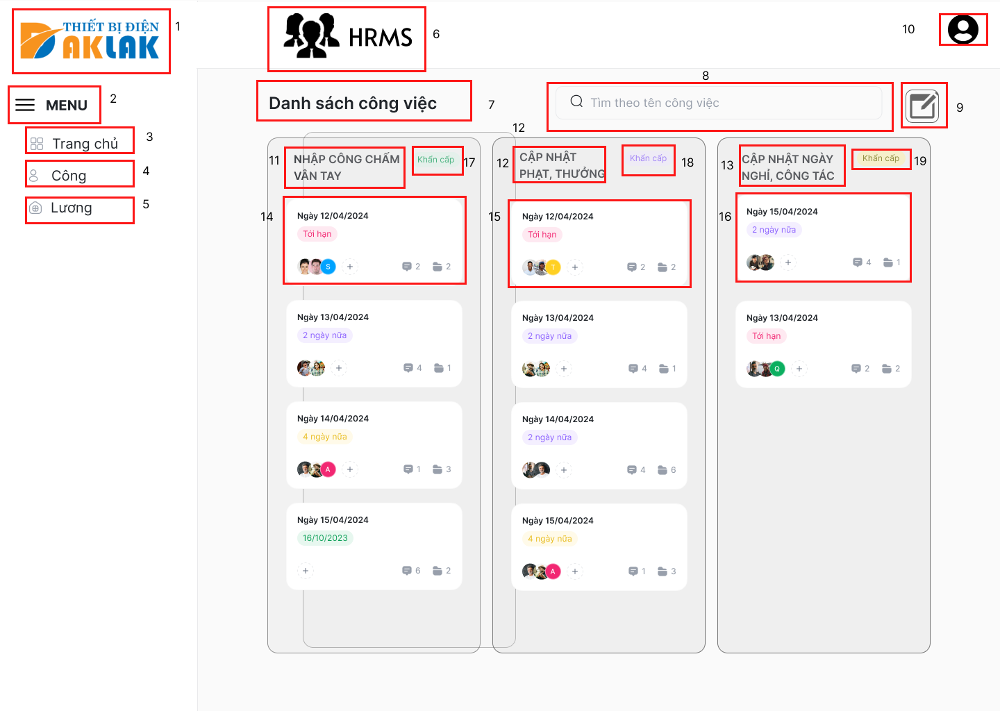 THIẾT BỊ ĐIỆN
ĐAKLAK
1
HRMS
6
10
MENU
2
Trang chủ
3
Công
4
Lương
5
Danh sách công việc
7
8
Tìm theo tên công việc
9
12
11
NHẬP CÔNG CHẤM
VÂN TAY
Khẩn cấp
17
14
Ngày 12/04/2024
Tới hạn
S
+
2
2
Ngày 13/04/2024
2 ngày nữa
+
4
1
Ngày 14/04/2024
4 ngày nữa
A
+
1
3
Ngày 15/04/2024
16/10/2023
+
6
2
12
CẬP NHẬT
PHẠT, THƯỞNG
Khẩn cấp
18
15
Ngày 12/04/2024
Tới hạn
T
+
2
2
Ngày 13/04/2024
2 ngày nữa
+
4
1
Ngày 14/04/2024
2 ngày nữa
+
4
6
Ngày 15/04/2024
4 ngày nữa
A
+
1
3
13
CẬP NHẬT NGÀY
NGHỈ, CÔNG TÁC
Khẩn cấp
19
16
Ngày 15/04/2024
2 ngày nữa
+
4
1
Ngày 13/04/2024
Tới hạn
Q
+
2
2